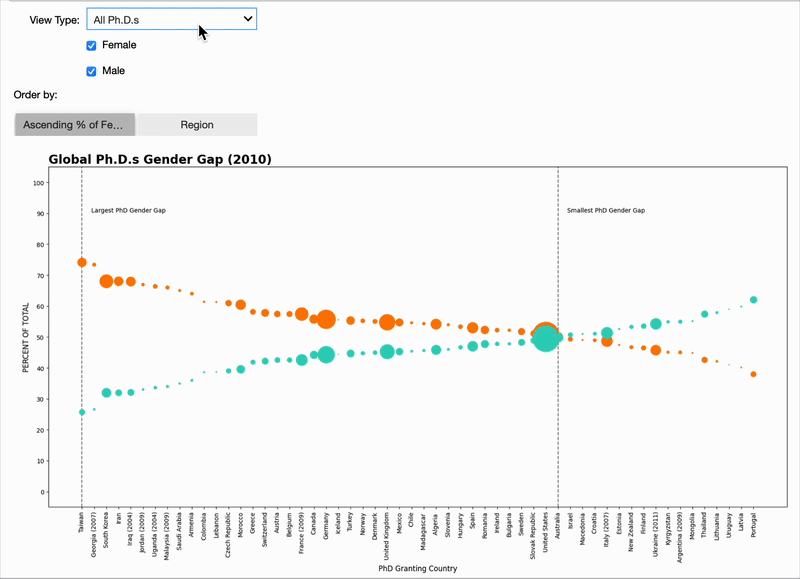 View Type:
All Ph.D.s
Female
Male
Order by:
Ascending % of Fe...
Region
Global Ph.D.s Gender Gap (2010)
Largest PhD Gender Gap
Smallest PhD Gender Gap
PERCENT OF TOTAL
100
90
80
70
60
50
40
30
20
10
0
Taiwan
Georgia (2007)
South Korea
Iran
Iraq (2004)
Jordan (2009)
Uganda (2004)
Malaysia (2009)
Saudi Arabia
Armenia
Colombia
Lebanon
Czech Republic
Morocco
Greece
Switzerland
Austria
Belgium
France (2009)
Canada
Germany
Iceland
Turkey
Norway
Denmark
United Kingdom
Mexico
Chile
Madagascar
Algeria
Slovenia
Hungary
Spain
Romania
Ireland
Bulgaria
Sweden
Slovak Republic
United States
Australia
Israel
Macedonia
Croatia
Italy (2007)
Estonia
New Zealand
Finland
Ukraine (2011)
Kyrgyzstan
Argentina (2009)
Mongolia
Thailand
Lithuania
Uruguay
Latvia
Portugal
PhD Granting Country